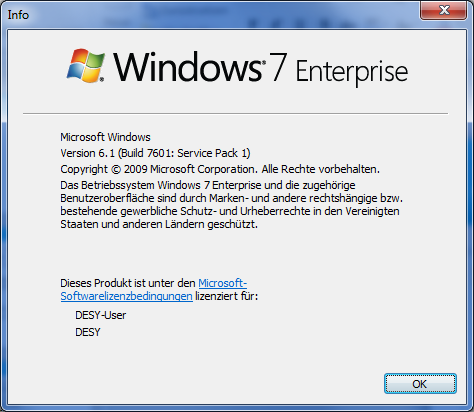 Info
Windows 7 Enterprise
Microsoft Windows
Version 6.1 (Build 7601: Service Pack 1)
Copyright © 2009 Microsoft Corporation. Alle Rechte vorbehalten.
Das Betriebssystem Windows 7 Enterprise und die zugehörige
Benutzeroberfläche sind durch Marken- und andere rechtshängige bzw.
bestehende gewerbliche Schutz- und Urheberrechte in den Vereinigten
Staaten und anderen Ländern geschützt.
Dieses Produkt ist unter den Microsoft-
Softwarelizenzbedingungen lizenziert für:
DESY-User
DESY
OK